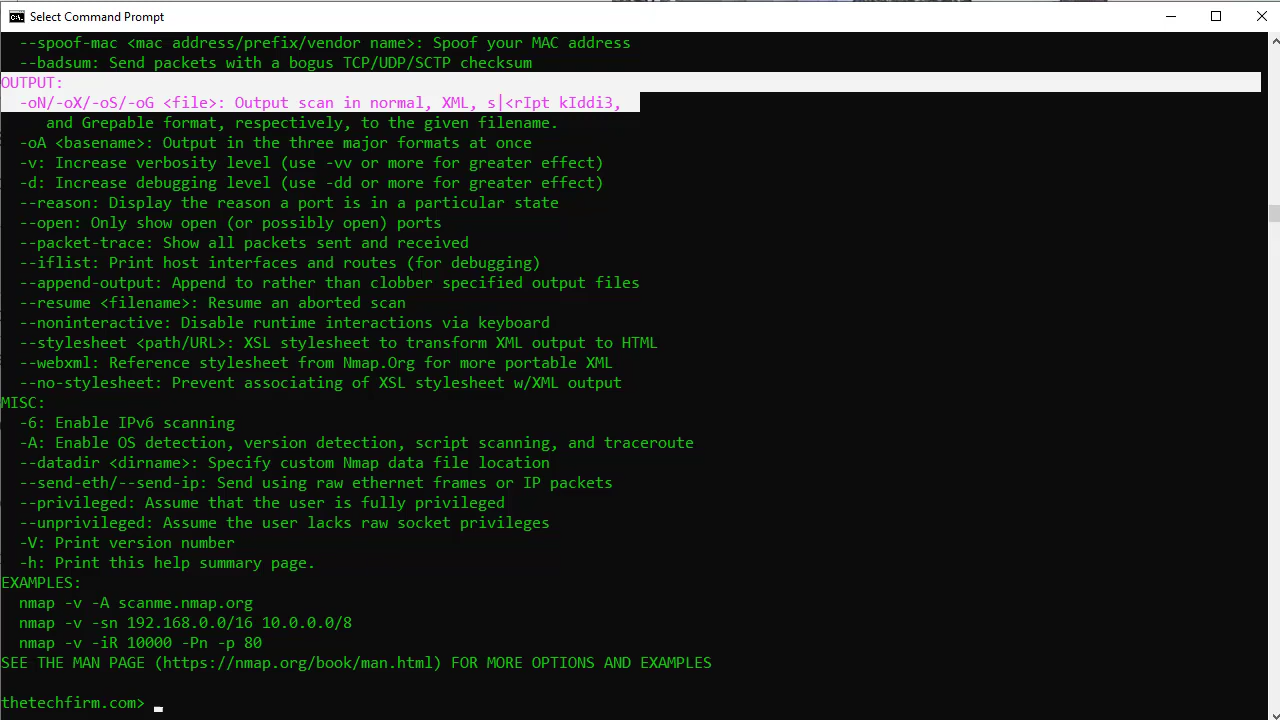 Select Command Prompt
--spoof-mac <mac address/prefix/vendor name>: Spoof your MAC address
--badsum: Send packets with a bogus TCP/UDP/SCTP checksum
OUTPUT:
-oN/-oX/-oS/-oG <file>: Output scan in normal, XML, s|<rIpt kIddi3,
and Grepable format, respectively, to the given filename.
-oA <basename>: Output in the three major formats at once
-v: Increase verbosity level (use -vv or more for greater effect)
-d: Increase debugging level (use -dd or more for greater effect)
--reason: Display the reason a port is in a particular state
--open: Only show open (or possibly open) ports
--packet-trace: Show all packets sent and received
--iflist: Print host interfaces and routes (for debugging)
--append-output: Append to rather than clobber specified output files
--resume <filename>: Resume an aborted scan
--noninteractive: Disable runtime interactions via keyboard
--stylesheet <path/URL>: XSL stylesheet to transform XML output to HTML
--webxml: Reference stylesheet from Nmap.Org for more portable XML
--no-stylesheet: Prevent associating of XSL stylesheet w/XML output
MISC:
-6: Enable IPv6 scanning
-A: Enable OS detection, version detection, script scanning, and traceroute
--datadir <dirname>: Specify custom Nmap data file location
--send-eth/--send-ip: Send using raw ethernet frames or IP packets
--privileged: Assume that the user is fully privileged
--unprivileged: Assume the user lacks raw socket privileges
-V: Print version number
-h: Print this help summary page.
EXAMPLES:
nmap -v -A scanme.nmap.org
nmap -v -sn 192.168.0.0/16 10.0.0.0/8
nmap -v -iR 10000 -Pn -p 80
SEE THE MAN PAGE (https://nmap.org/book/man.html) FOR MORE OPTIONS AND EXAMPLES
thetechfirm.com>